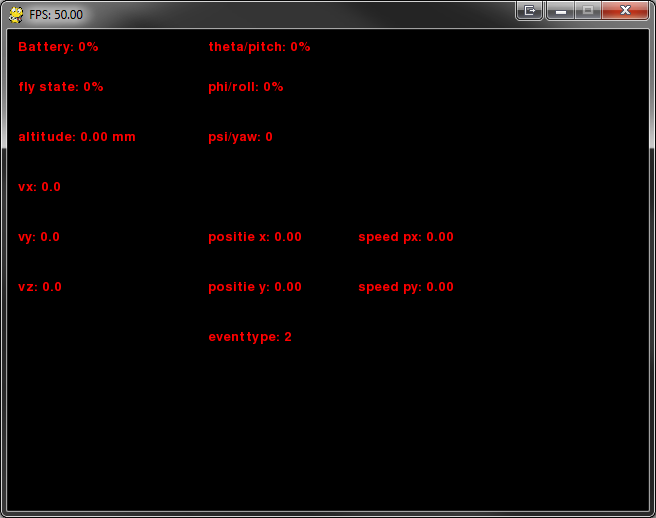 FPS: 50.00
Battery: 0% theta/pitch: 0%
fly state: 0% phi/roll: 0%
altitude: 0.00 mm psi/yaw: 0
vx: 0.0
vy: 0.0 positie x: 0.00 speed px: 0.00
vz: 0.0 positie y: 0.00 speed py: 0.00
eventtype: 2